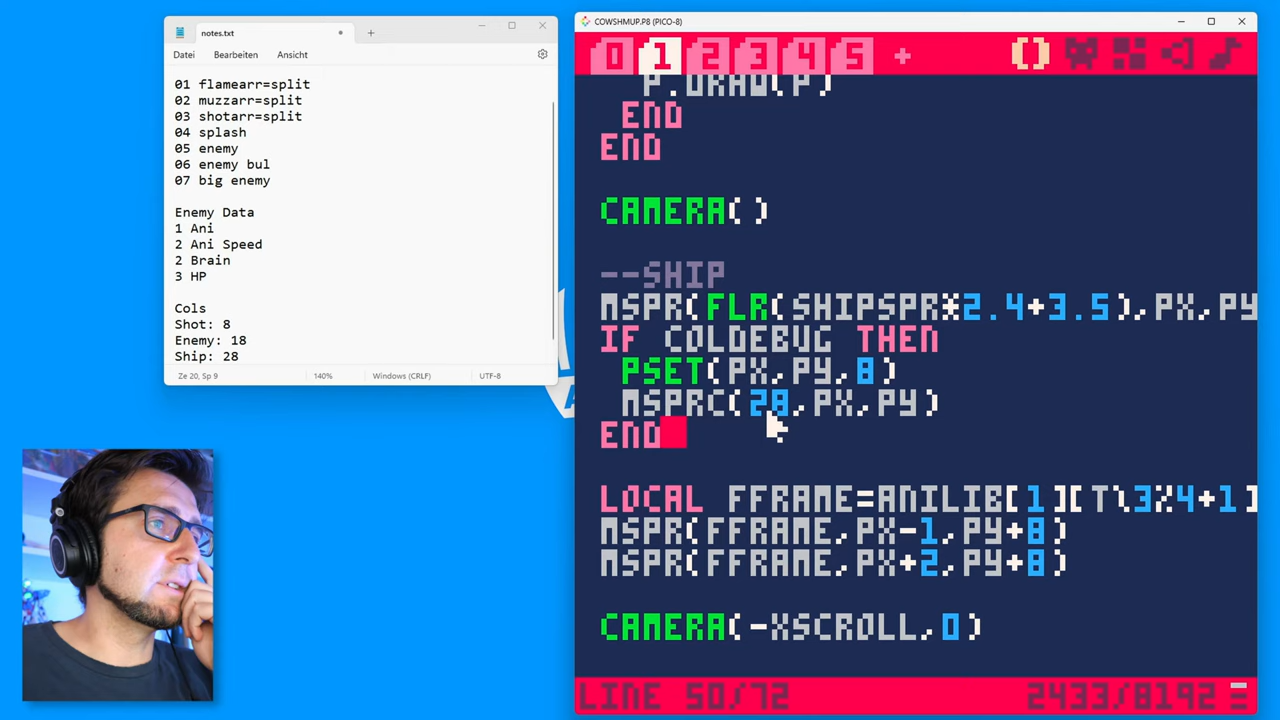 notes.txt
Datei Bearbeiten Ansicht
01 flamearr=split
02 muzzarr=split
03 shotarr=split
04 splash
05 enemy
06 enemy bul
07 big enemy
Enemy Data
1 Ani
2 Ani Speed
2 Brain
3 HP
Cols
Shot: 8
Enemy: 18
Ship: 28
Ze 20, Sp 9 140% Windows (CRLF) UTF-8
COWSHMUP.P8 (PICO-8)
0 1 2 3 4 5 +
P.DRAW(P)
END
END
CAMERA()
--SHIP
MSPR(FLR(SHIPSPR*2.4+3.5),PX,PY
IF COLDEBUG THEN
PSET(PX,PY,8)
MSPRC(28,PX,PY)
END
LOCAL FFRAME=ANILIB[1][T\3%4+1]
MSPR(FFRAME,PX-1,PY+8)
MSPR(FFRAME,PX+2,PY+8)
CAMERA(-XSCROLL,0)
LINE 50/72 2433/8192